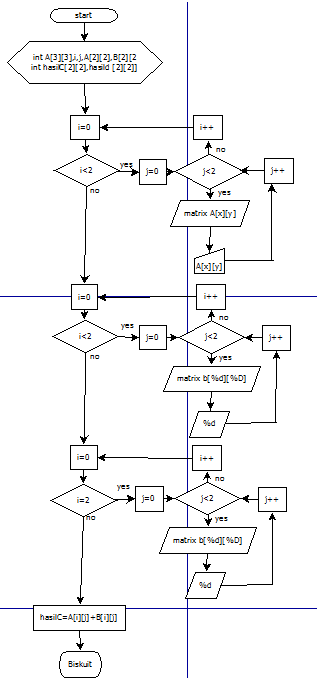 start
int A[3][3],i,j,A[2][2],B[2][2
int hasilC[2][2],hasild [2][2]]
i=0
i++
no
i<2
yes
j=0
j<2
j++
no
yes
matrix A[x][y]
A[x][y]
i=0
i++
no
i<2
yes
j=0
j<2
j++
no
yes
matrix b[%d][%D]
%d
i=0
i++
no
i=2
yes
j=0
j<2
j++
no
yes
matrix b[%d][%D]
%d
hasilC=A[i][j]+B[i][j]
Biskuit